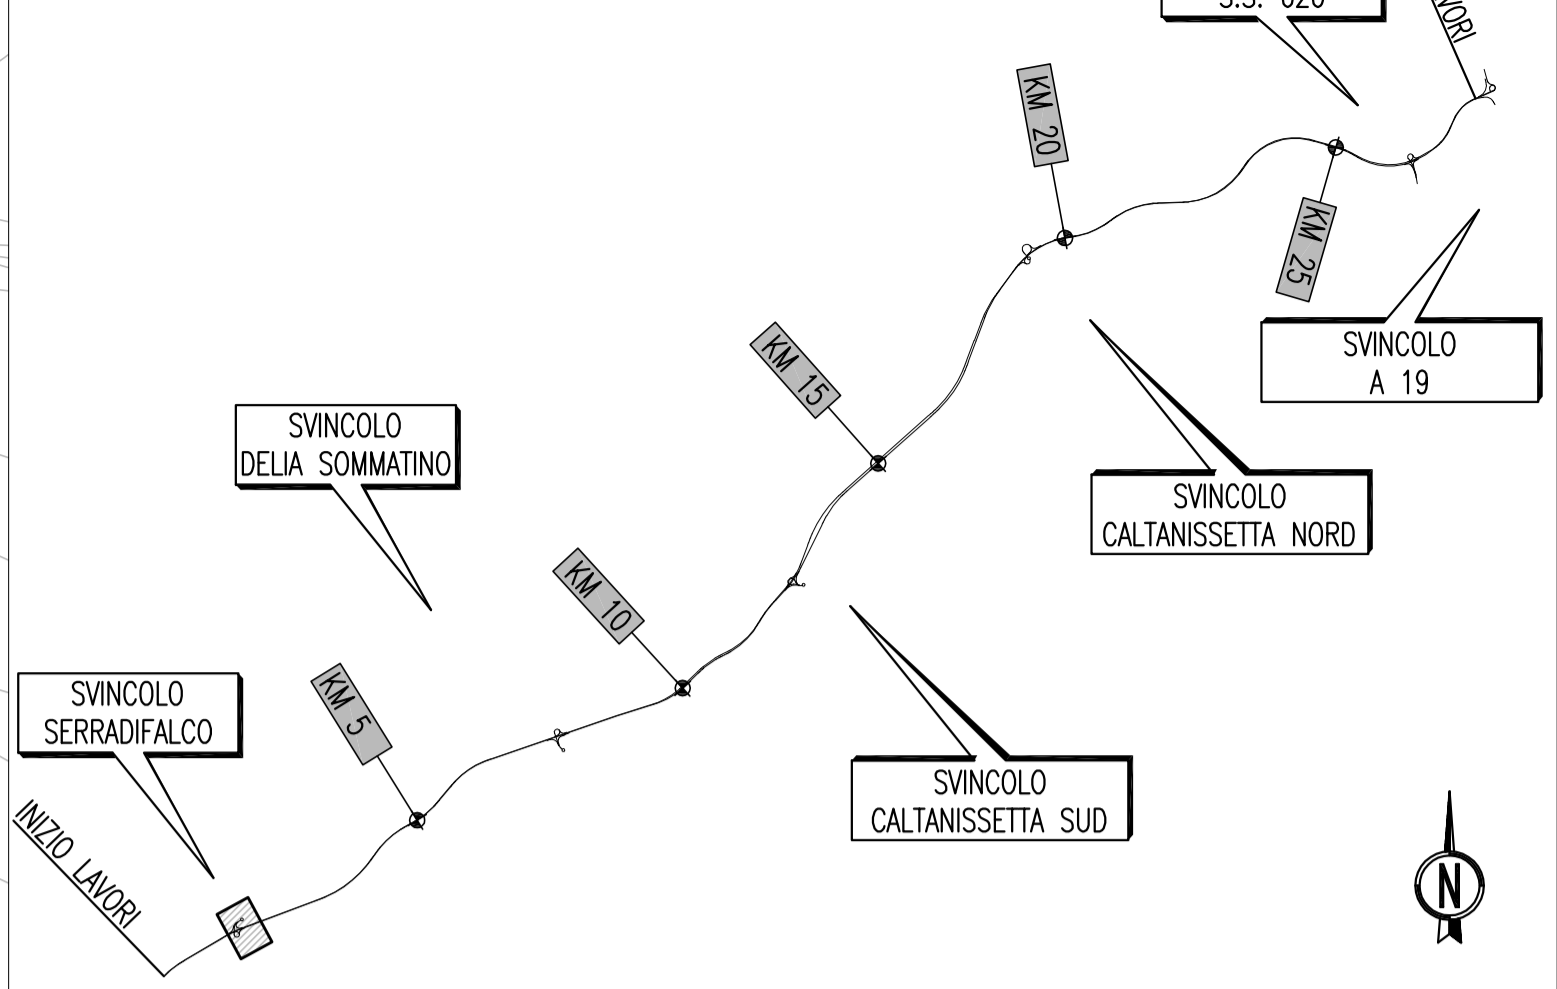 KM 20
KM 25
SVINCOLO
A 19
KM 15
SVINCOLO
DELIA SOMMATINO
SVINCOLO
CALTANISSETTA NORD
KM 10
KM 5
SVINCOLO
SERRADIFALCO
SVINCOLO
CALTANISSETTA SUD
INIZIO LAVORI
N